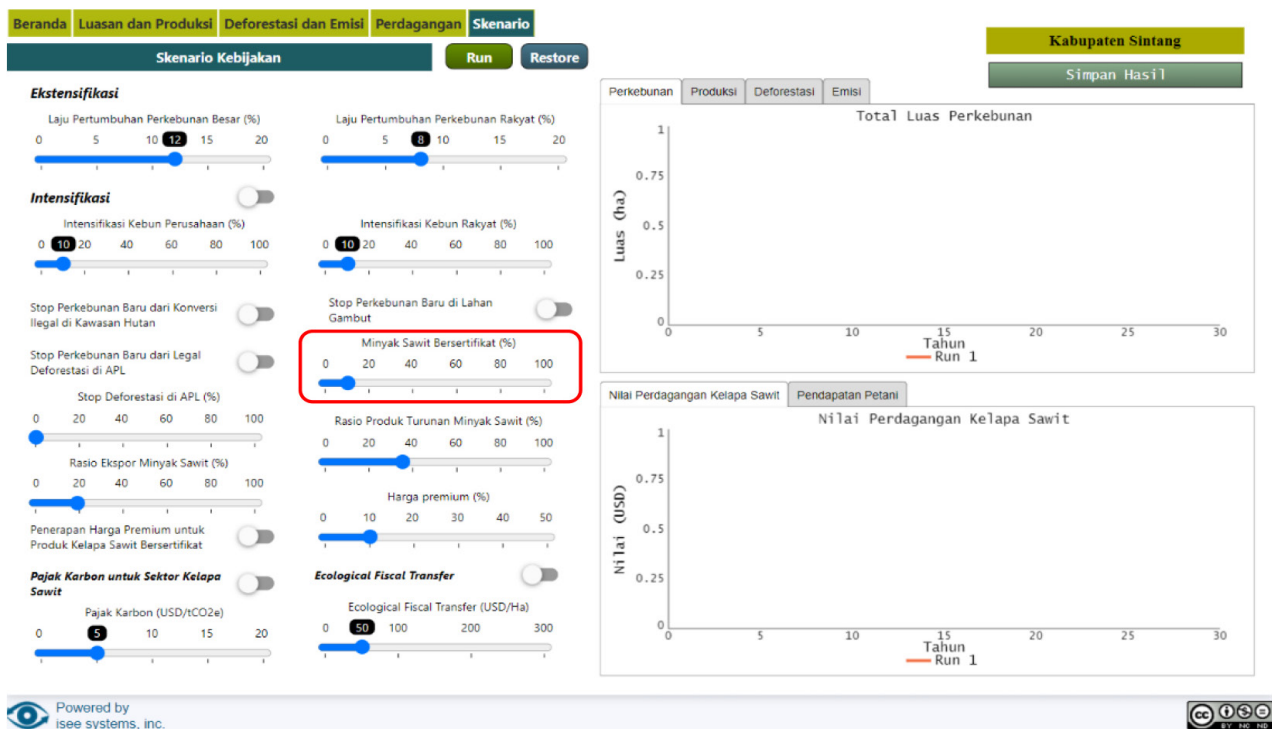 Beranda Luasan dan Produksi Deforestasi dan Emisi Perdagangan Skenario
Skenario Kebijakan
Run
Restore
Kabupaten Sintang
Simpan Hasil
Ekstensifikasi
Laju Pertumbuhan Perkebunan Besar (%)
0 5 10 12 15 20
Laju Pertumbuhan Perkebunan Rakyat (%)
0 5 8 10 15 20
Intensifikasi
Intensifikasi Kebun Perusahaan (%)
0 10 20 40 60 80 100
Intensifikasi Kebun Rakyat (%)
0 10 20 40 60 80 100
Stop Perkebunan Baru dari Konversi
Ilegal di Kawasan Hutan
Stop Perkebunan Baru di Lahan
Gambut
Stop Perkebunan Baru dari Legal
Deforestasi di APL
Minyak Sawit Bersertifikat (%)
0 20 40 60 80 100
Stop Deforestasi di APL (%)
0 20 40 60 80 100
Rasio Produk Turunan Minyak Sawit (%)
0 20 40 60 80 100
Rasio Ekspor Minyak Sawit (%)
0 20 40 60 80 100
Harga premium (%)
0 10 20 30 40 50
Penerapan Harga Premium untuk
Produk Kelapa Sawit Bersertifikat
Pajak Karbon untuk Sektor Kelapa
Sawit
Ecological Fiscal Transfer
Pajak Karbon (USD/tCO2e)
0 5 10 15 20
Ecological Fiscal Transfer (USD/Ha)
0 50 100 200 300
Perkebunan Produksi Deforestasi Emisi
Total Luas Perkebunan
Luas (ha)
1
0.75
0.5
0.25
0
0 5 10 15 20 25 30
Tahun
Run 1
Nilai Perdagangan Kelapa Sawit Pendapatan Petani
Nilai Perdagangan Kelapa Sawit
Nilai (USD)
1
0.75
0.5
0.25
0
0 5 10 15 20 25 30
Tahun
Run 1
Powered by
isee systems, inc.
cc
BY NC ND